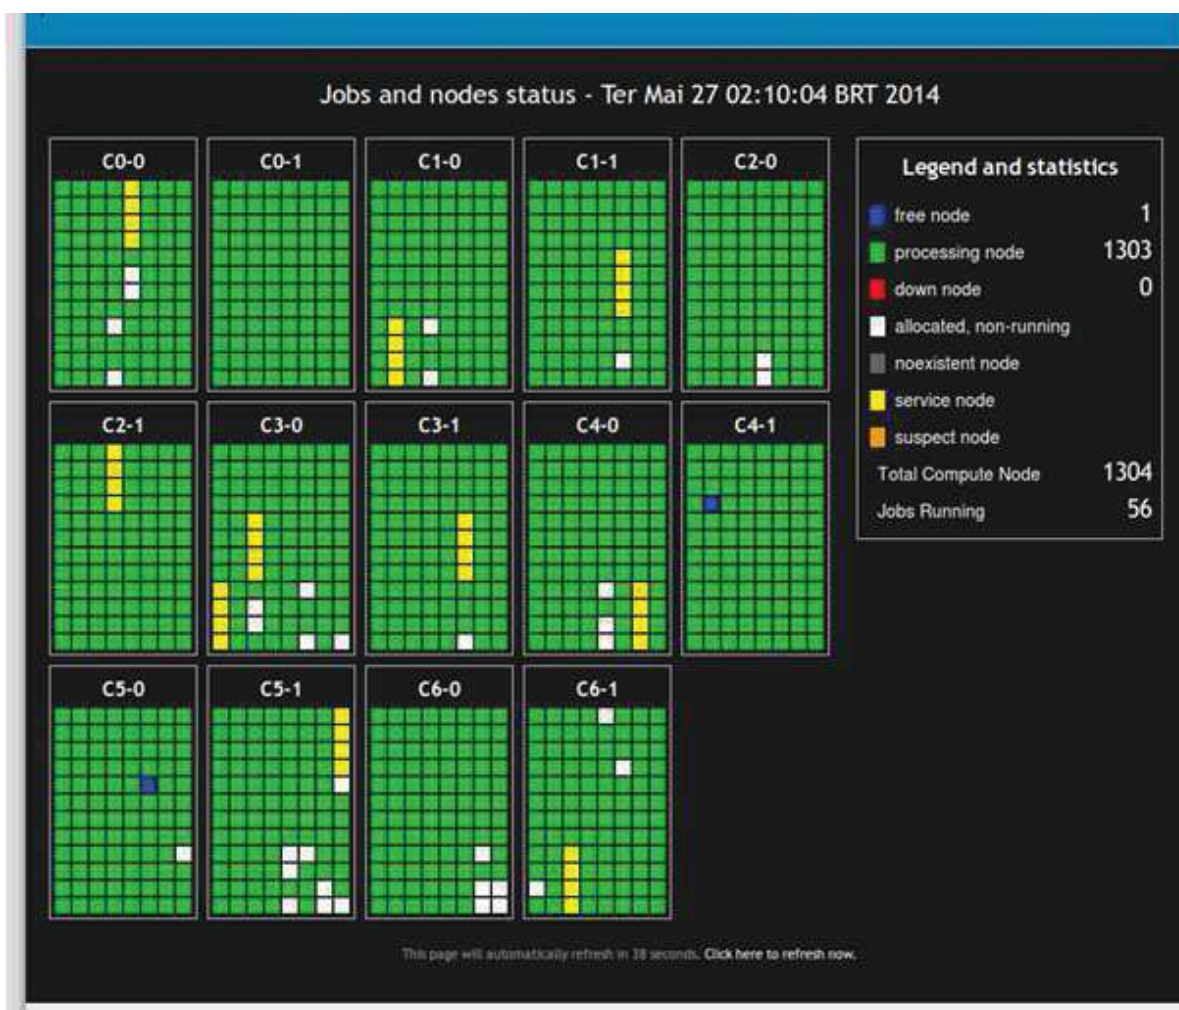 Jobs and nodes status - Ter Mai 27 02:10:04 BRT 2014
C0-0 C0-1 C1-0 C1-1 C2-0
C2-1 C3-0 C3-1 C4-0 C4-1
C5-0 C5-1 C6-0 C6-1
Legend and statistics
free node 1
processing node 1303
down node 0
allocated, non-running
noexistent node
service node
suspect node
Total Compute Node 1304
Jobs Running 56
This page will automatically refresh in 38 seconds. Click here to refresh now.